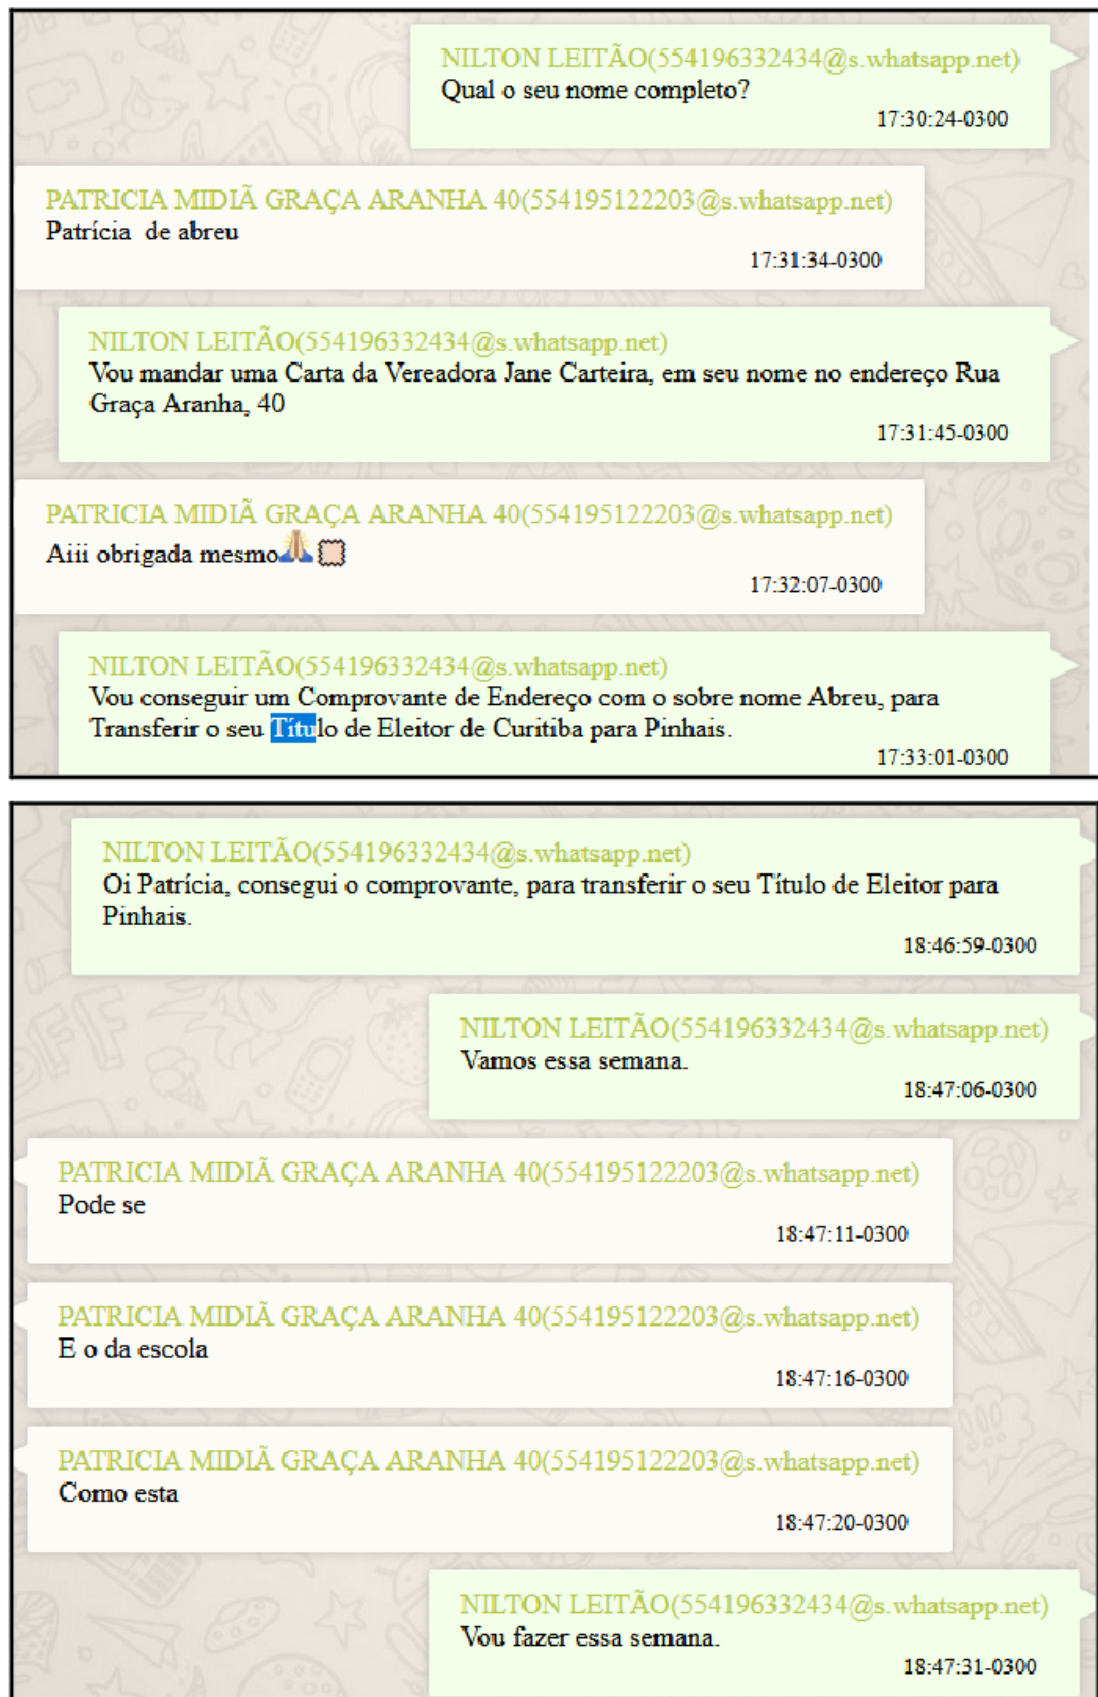 NILTON LEITÃO(554196332434@s.whatsapp.net)
Qual o seu nome completo?
17:30:24-0300
PATRICIA MIDIÃ GRAÇA ARANHA 40(554195122203@s.whatsapp.net)
Patrícia  de abreu
17:31:34-0300
NILTON LEITÃO(554196332434@s.whatsapp.net)
Vou mandar uma Carta da Vereadora Jane Carteira, em seu nome no endereço Rua
Graça Aranha, 40
17:31:45-0300
PATRICIA MIDIÃ GRAÇA ARANHA 40(554195122203@s.whatsapp.net)
Aiii obrigada mesmo🙏🏼
17:32:07-0300
NILTON LEITÃO(554196332434@s.whatsapp.net)
Vou conseguir um Comprovante de Endereço com o sobre nome Abreu, para
Transferir o seu Título de Eleitor de Curitiba para Pinhais.
17:33:01-0300
NILTON LEITÃO(554196332434@s.whatsapp.net)
Oi Patrícia, consegui o comprovante, para transferir o seu Título de Eleitor para
Pinhais.
18:46:59-0300
NILTON LEITÃO(554196332434@s.whatsapp.net)
Vamos essa semana.
18:47:06-0300
PATRICIA MIDIÃ GRAÇA ARANHA 40(554195122203@s.whatsapp.net)
Pode se
18:47:11-0300
PATRICIA MIDIÃ GRAÇA ARANHA 40(554195122203@s.whatsapp.net)
E o da escola
18:47:16-0300
PATRICIA MIDIÃ GRAÇA ARANHA 40(554195122203@s.whatsapp.net)
Como esta
18:47:20-0300
NILTON LEITÃO(554196332434@s.whatsapp.net)
Vou fazer essa semana.
18:47:31-0300